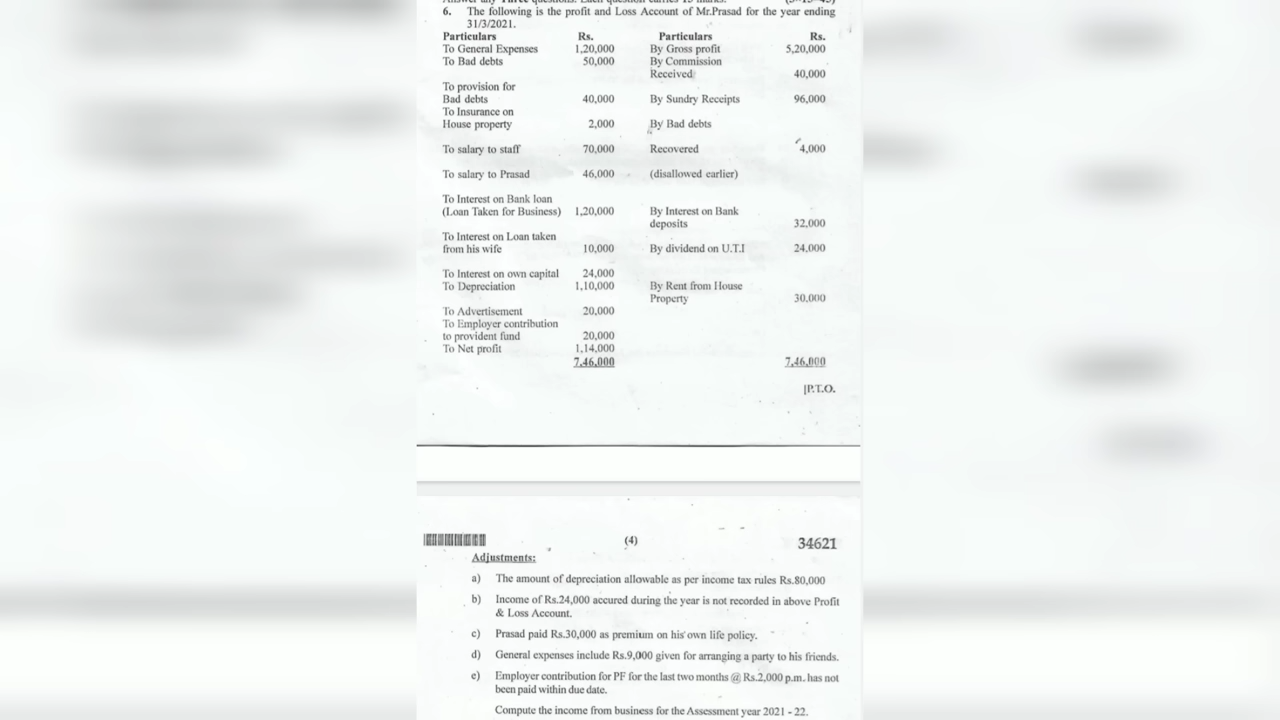 6. The following is the profit and Loss Account of Mr.Prasad for the year ending
31/3/2021.
Particulars Rs. Particulars Rs.
To General Expenses 1,20,000 By Gross profit 5,20,000
To Bad debts 50,000 By Commission
Received 40,000
To provision for
Bad debts 40,000 By Sundry Receipts 96,000
To Insurance on
House property 2,000 By Bad debts
To salary to staff 70,000 Recovered 4,000
To salary to Prasad 46,000 (disallowed earlier)
To Interest on Bank loan
(Loan Taken for Business) 1,20,000 By Interest on Bank
deposits 32,000
To Interest on Loan taken
from his wife 10,000 By dividend on U.T.I 24,000
To Interest on own capital 24,000
To Depreciation 1,10,000 By Rent from House
Property 30,000
To Advertisement 20,000
To Employer contribution
to provident fund 20,000
To Net profit 1,14,000
7,46,000 7,46,000
[P.T.O.
(4) 34621
Adjustments:
a) The amount of depreciation allowable as per income tax rules Rs.80,000
b) Income of Rs.24,000 accured during the year is not recorded in above Profit
& Loss Account.
c) Prasad paid Rs.30,000 as premium on his own life policy.
d) General expenses include Rs.9,000 given for arranging a party to his friends.
e) Employer contribution for PF for the last two months @ Rs.2,000 p.m. has not
been paid within due date.
Compute the income from business for the Assessment year 2021 - 22.